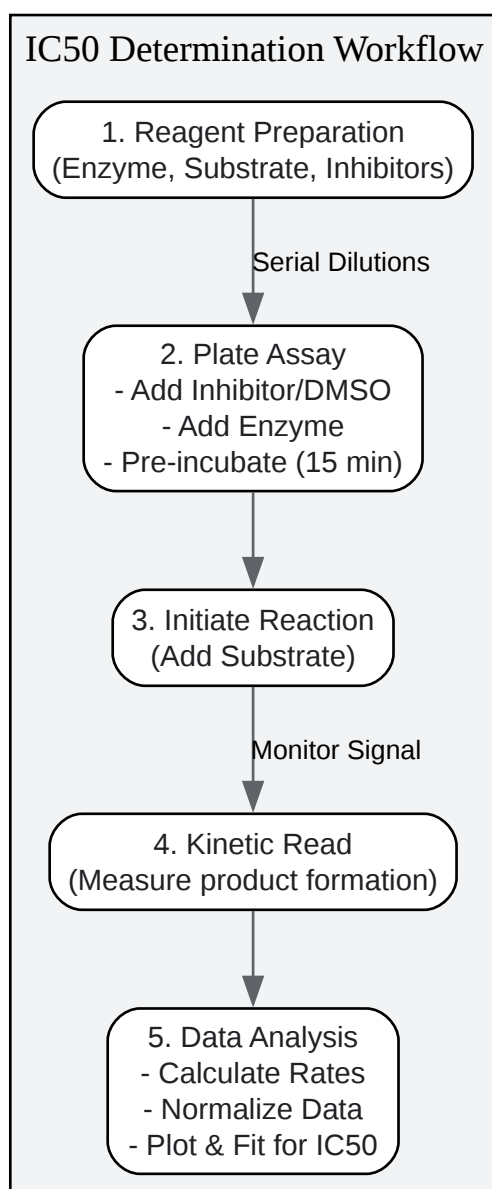 IC50 Determination Workflow
1. Reagent Preparation
(Enzyme, Substrate, Inhibitors)
Serial Dilutions
2. Plate Assay
- Add Inhibitor/DMSO
- Add Enzyme
- Pre-incubate (15 min)
3. Initiate Reaction
(Add Substrate)
Monitor Signal
4. Kinetic Read
(Measure product formation)
5. Data Analysis
- Calculate Rates
- Normalize Data
- Plot & Fit for IC50